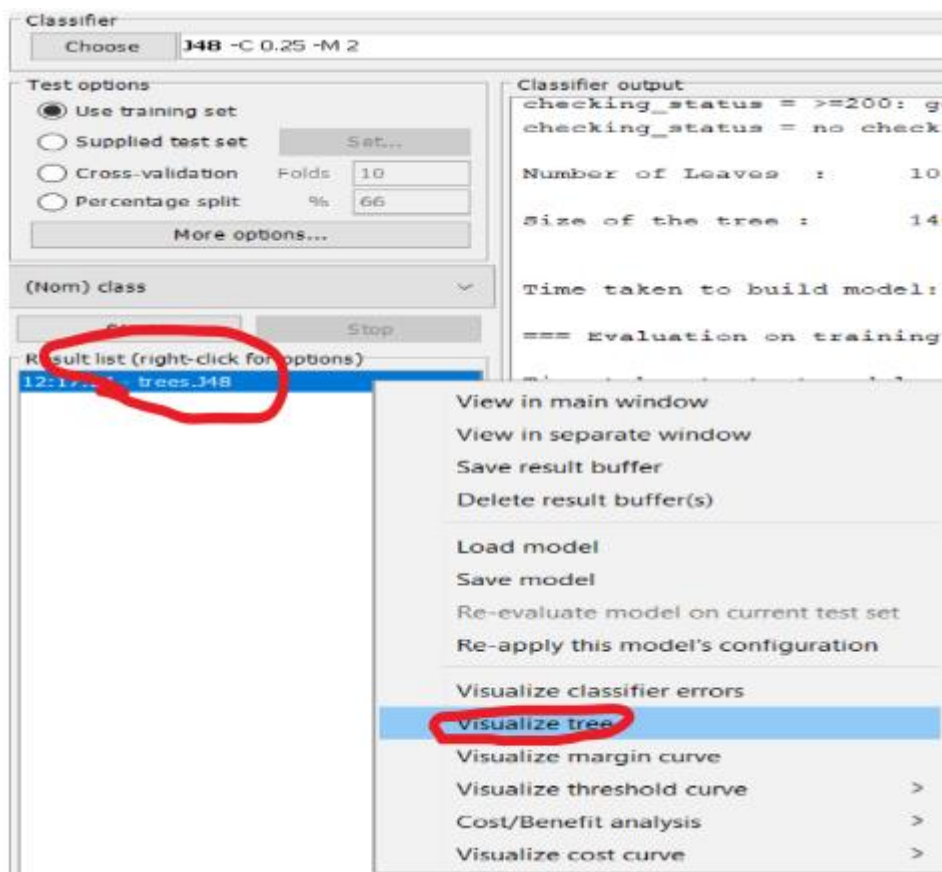 Classifier
Choose J48 -C 0.25 -M 2
Test options
Use training set
Supplied test set Set...
Cross-validation Folds 10
Percentage split % 66
More options...
(Nom) class
Stop
Result list (right-click for options)
trees.J48
Classifier output
checking_status = >=200: g
checking_status = no check
Number of Leaves : 10
Size of the tree : 14
Time taken to build model:
=== Evaluation on training
View in main window
View in separate window
Save result buffer
Delete result buffer(s)
Load model
Save model
Re-evaluate model on current test set
Re-apply this model's configuration
Visualize classifier errors
Visualize tree
Visualize margin curve
Visualize threshold curve >
Cost/Benefit analysis >
Visualize cost curve >